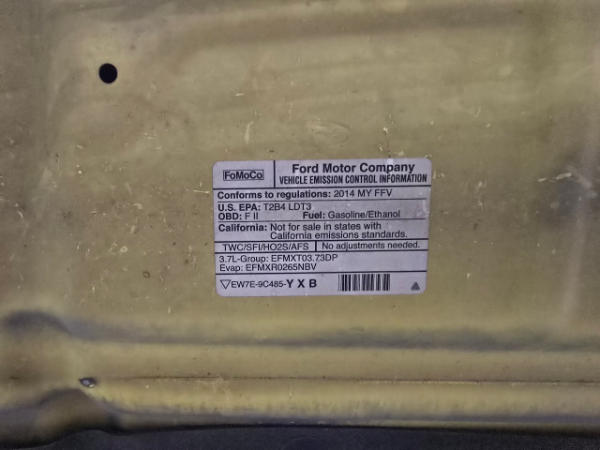 FoMoCo
Ford Motor Company
VEHICLE EMISSION CONTROL INFORMATION
Conforms to regulations: 2014 MY FFV
U.S. EPA: T2B4 LDT3
OBD: F II Fuel: Gasoline/Ethanol
California: Not for sale in states with
California emissions standards.
TWC/SFI/HO2S/AFS No adjustments needed.
3.7L-Group: EFMXT03.73DP
Evap: EFMXR0265NBV
EW7E-9C485-Y X B